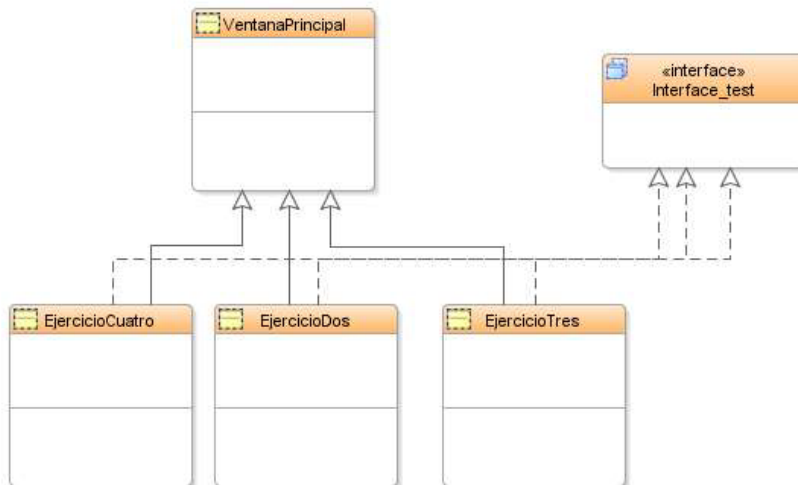 VentanaPrincipal
«interface»
Interface_test
EjercicioCuatro
EjercicioDos
EjercicioTres